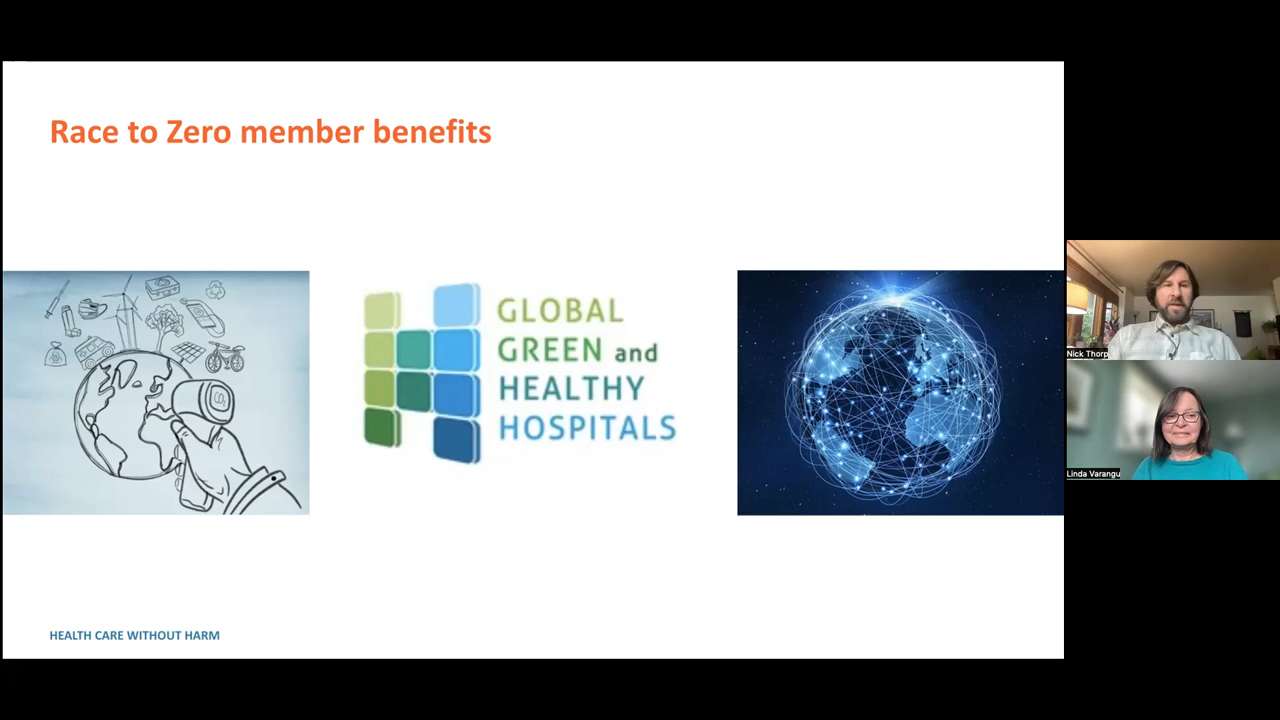 Race to Zero member benefits
GLOBAL
GREEN and
HEALTHY
HOSPITALS
HEALTH CARE WITHOUT HARM
Nick Thorp
Linda Varangu